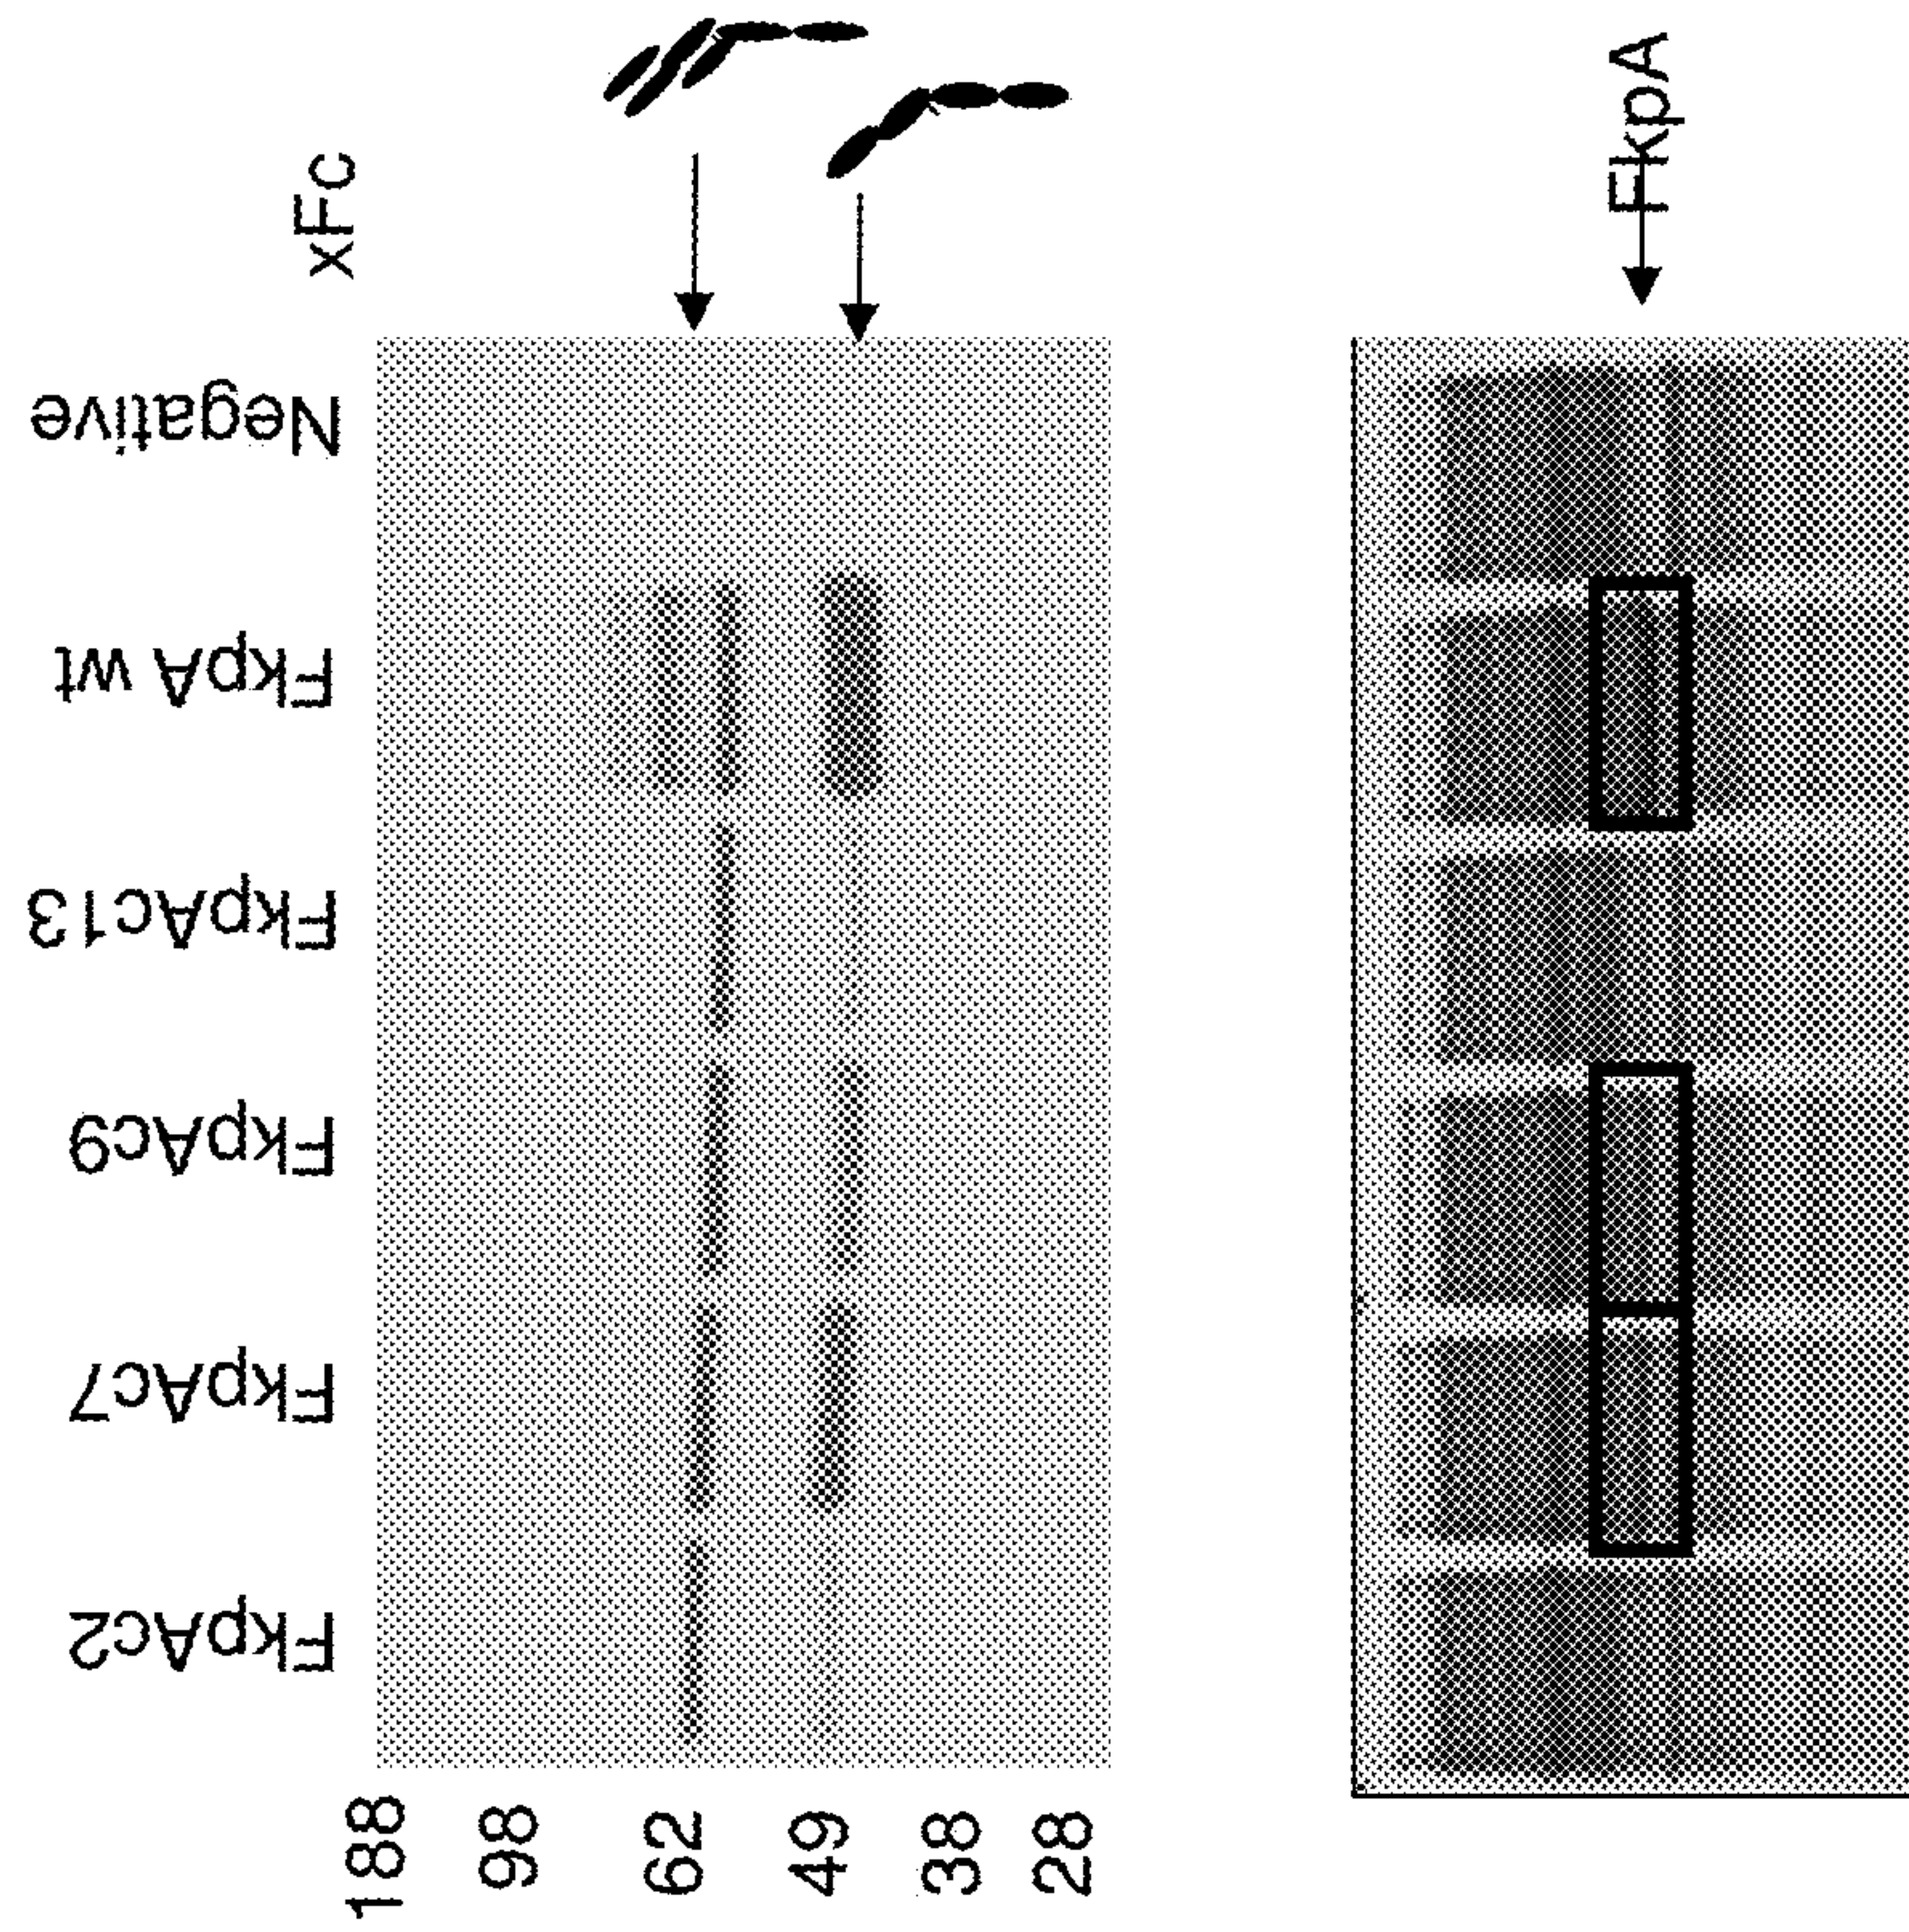 xFc
Negative
FkpA wt
FkpAc13
FkpAc9
FkpAc7
FkpAc2
188
98
62
49
38
28
FkpA